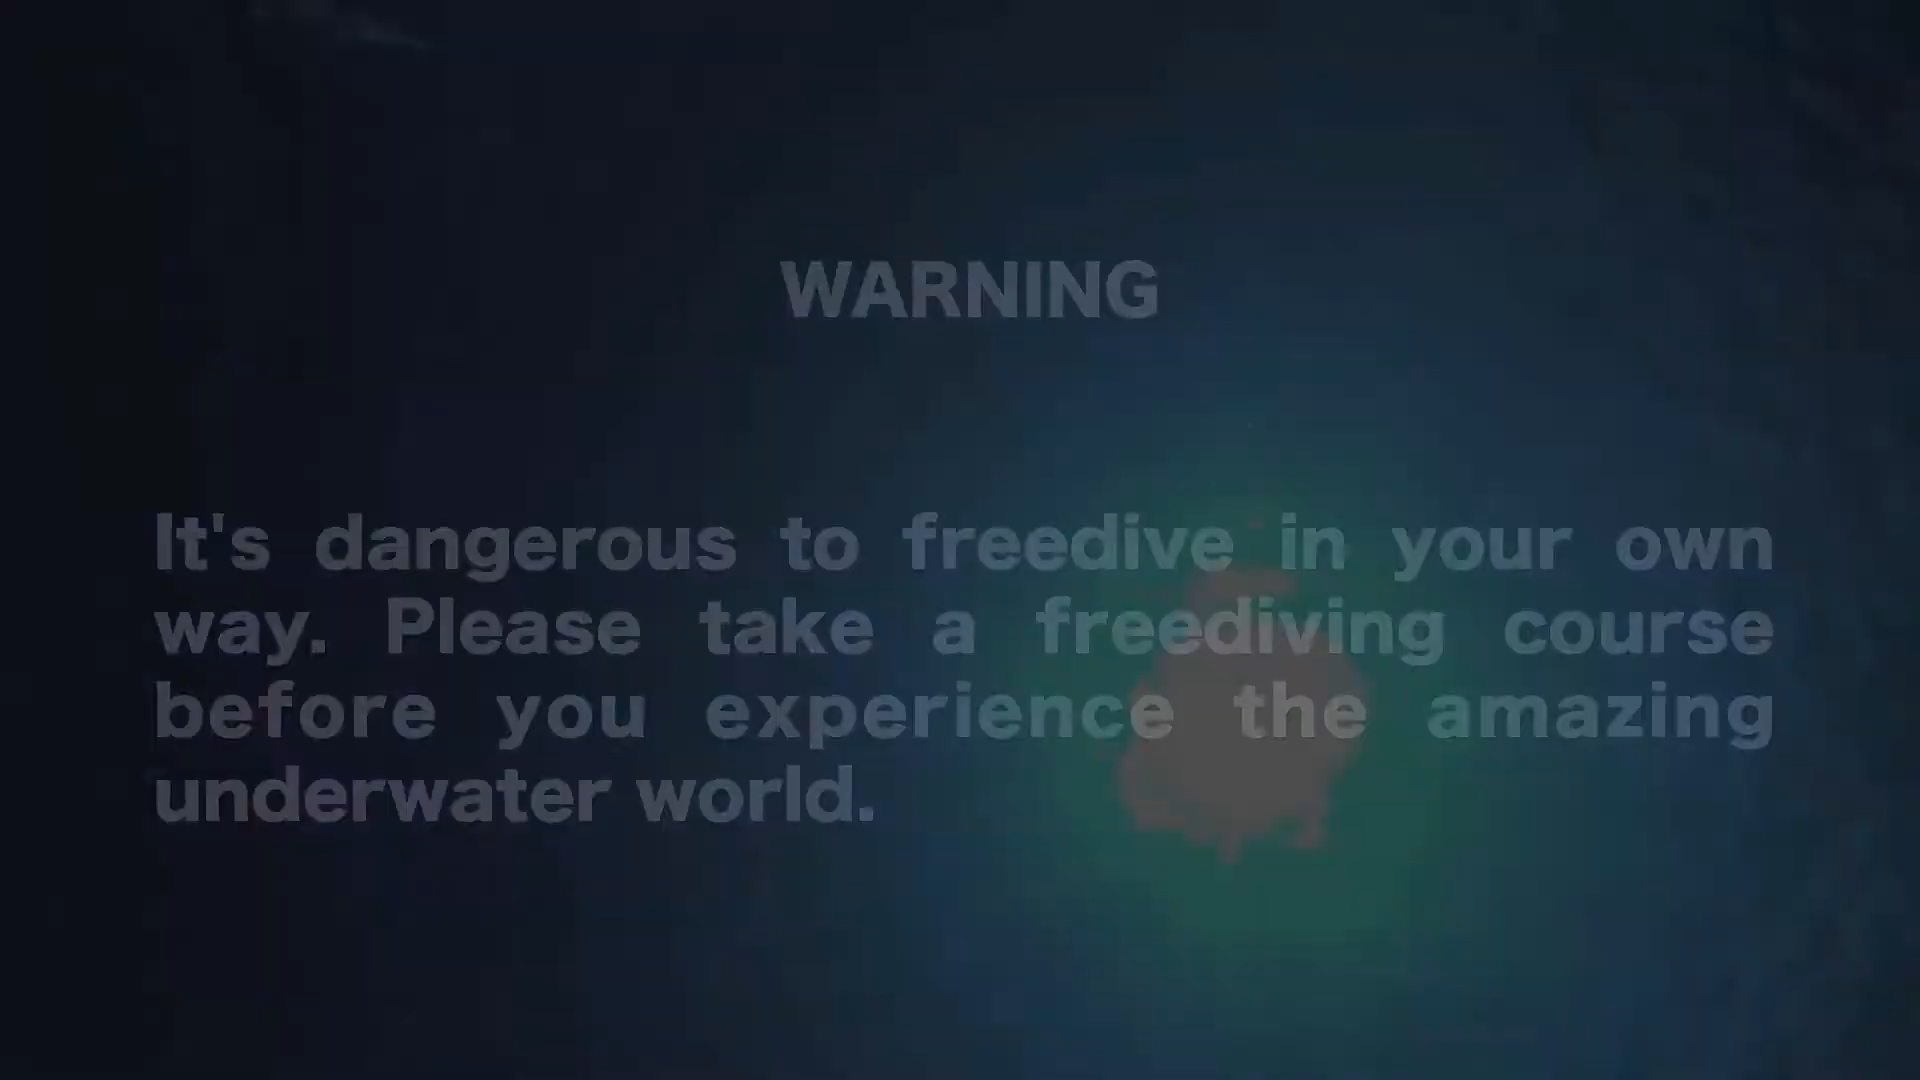 WARNING
It's dangerous to freedive in your own
way. Please take a freediving course
before you experience the amazing
underwater world.